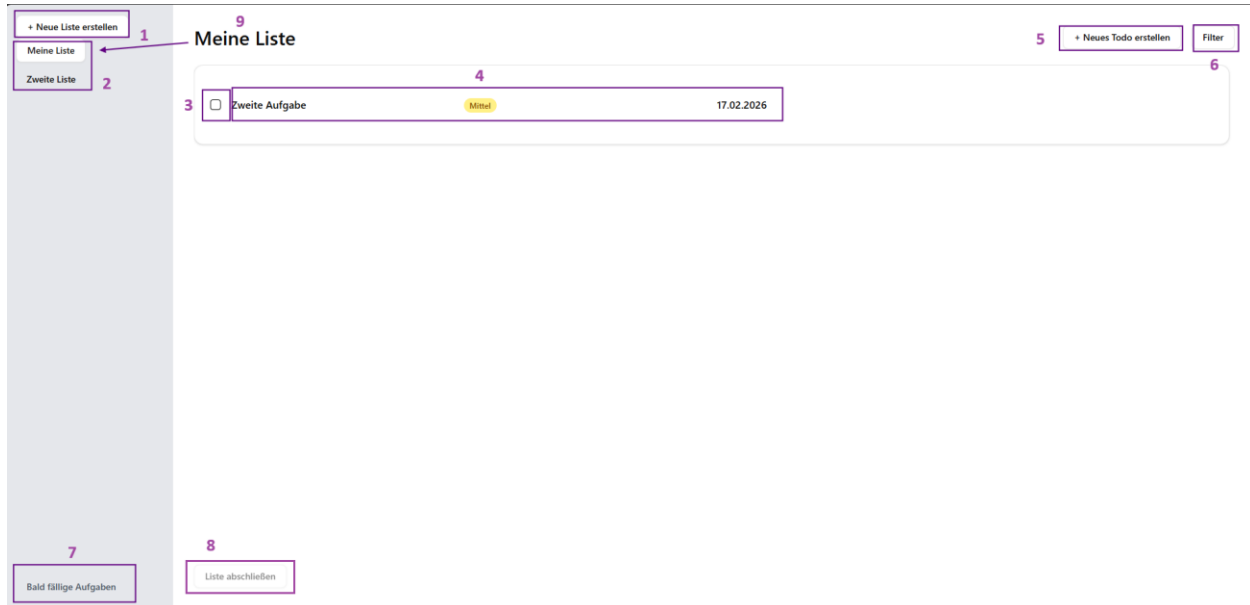 + Neue Liste erstellen
1
Meine Liste
Zweite Liste
2
9
Meine Liste
5
+ Neues Todo erstellen
Filter
6
4
3
Zweite Aufgabe
Mittel
17.02.2026
7
Bald fällige Aufgaben
8
Liste abschließen